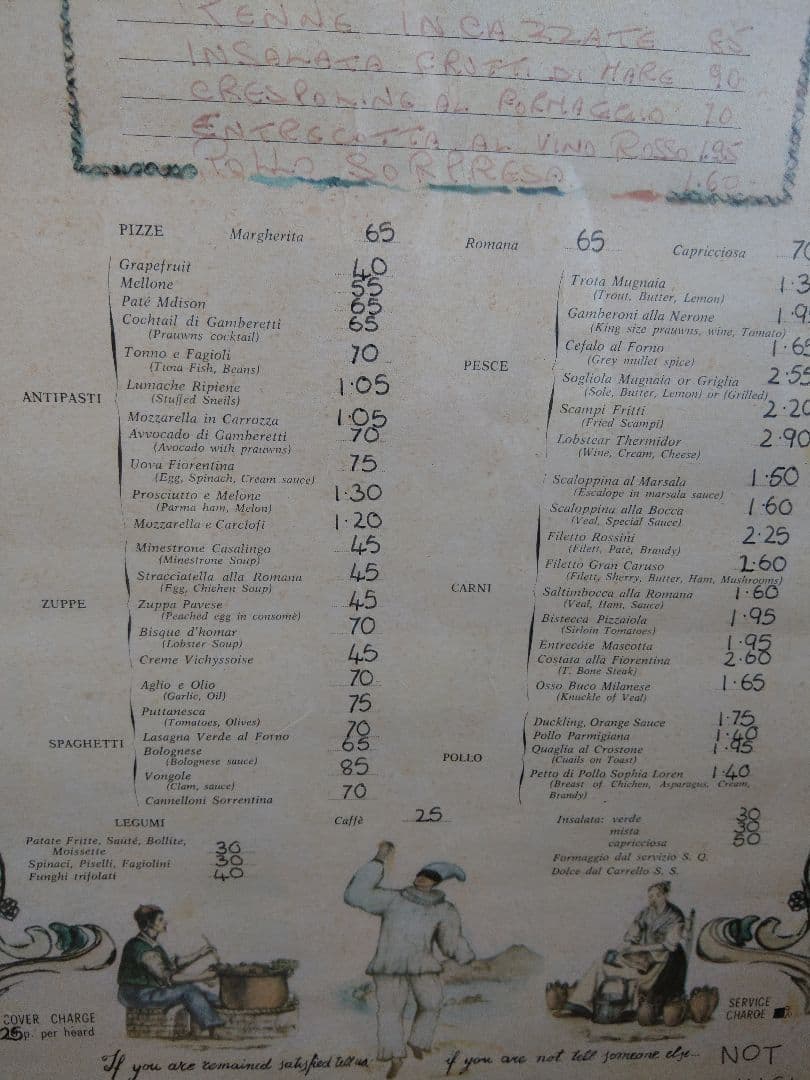 PENNE INCAZZATE 85
INSALATA FRUTTI DI MARE 90
CRESPOLINE AL FORMAGGIO 70
ENTRECOTTA AL VINO ROSSO 1.95
POLLO SORPRESA 1.60
PIZZE Margherita 65 Romana 65 Capricciosa 70
ANTIPASTI
Grapefruit 40
Mellone 55
Paté Mdison 65
Cochtail di Gamberetti 65
(Prauwns cocktail)
Tonno e Fagioli 70
(Tuna Fish, Beans)
Lumache Ripiene 1.05
(Stuffed Sneils)
Mozzarella in Carrozza 1.05
Avvocado di Gamberetti 70
(Avocado with prauwns)
Uova Fiorentina 75
(Egg, Spinach, Cream sauce)
Prosciutto e Melone 1.30
(Parma ham, Melon)
Mozzarella e Carciofi 1.20
ZUPPE
Minestrone Casalingo 45
(Minestrone Soup)
Stracciatella alla Romana 45
(Egg, Chichen Soup)
Zuppa Pavese 45
(Peached egg in consomè)
Bisque d'homar 70
(Lobster Soup)
Creme Vichyssoise 45
SPAGHETTI
Aglio e Olio 70
(Garlic, Oil)
Puttanesca 75
(Tomatoes, Olives)
Lasagna Verde al Forno 70
Bolognese 65
(Bolognese sauce)
Vongole 85
(Clam, sauce)
Cannelloni Sorrentina 70
PESCE
Trota Mugnaia 1.3
(Trout, Butter, Lemon)
Gamberoni alla Nerone 1.9
(King size prauwns, wine, Tomato)
Cefalo al Forno 1.65
(Grey mullet spice)
Sogliola Mugnaia or Griglia 2.55
(Sole, Butter, Lemon) or (Grilled)
Scampi Fritti 2.20
(Fried Scampi)
Lobstear Thermidor 2.90
(Wine, Cream, Cheese)
CARNI
Scaloppina al Marsala 1.60
(Escalope in marsala sauce)
Scaloppina alla Bocca 1.60
(Veal, Special Sauce)
Filetto Rossini 2.25
(Filett, Paté, Brandy)
Filetto Gran Caruso 2.60
(Filett, Sherry, Butter, Ham, Mushrooms)
Saltimbocca alla Romana 1.60
(Veal, Ham, Sauce)
Bistecca Pizzaiola 1.95
(Sirloin Tomatoes)
Entrecôte Mascotta 1.95
Costata alla Fiorentina 2.60
(T. Bone Steak)
Osso Buco Milanese 1.65
(Knuckle of Veal)
POLLO
Duckling, Orange Sauce 1.75
Pollo Parmigiana 1.40
Quaglia al Crostone 1.95
(Cuails on Toast)
Petto di Pollo Sophia Loren 1.40
(Breast of Chichen, Asparagus, Cream,
Brandy)
LEGUMI
Patate Fritte, Sauté, Bollite,
Moissette 30
Spinaci, Piselli, Fagiolini 30
Funghi trifolati 40
Caffè 25
Insalata: verde 30
mista 30
capricciosa 50
Formaggio dal servizio S. Q.
Dolce dal Carrello S. S.
COVER CHARGE
25p. per heard
SERVICE
CHARGE
NOT
If you are remained satisfied tell us if you are not tell someone else...